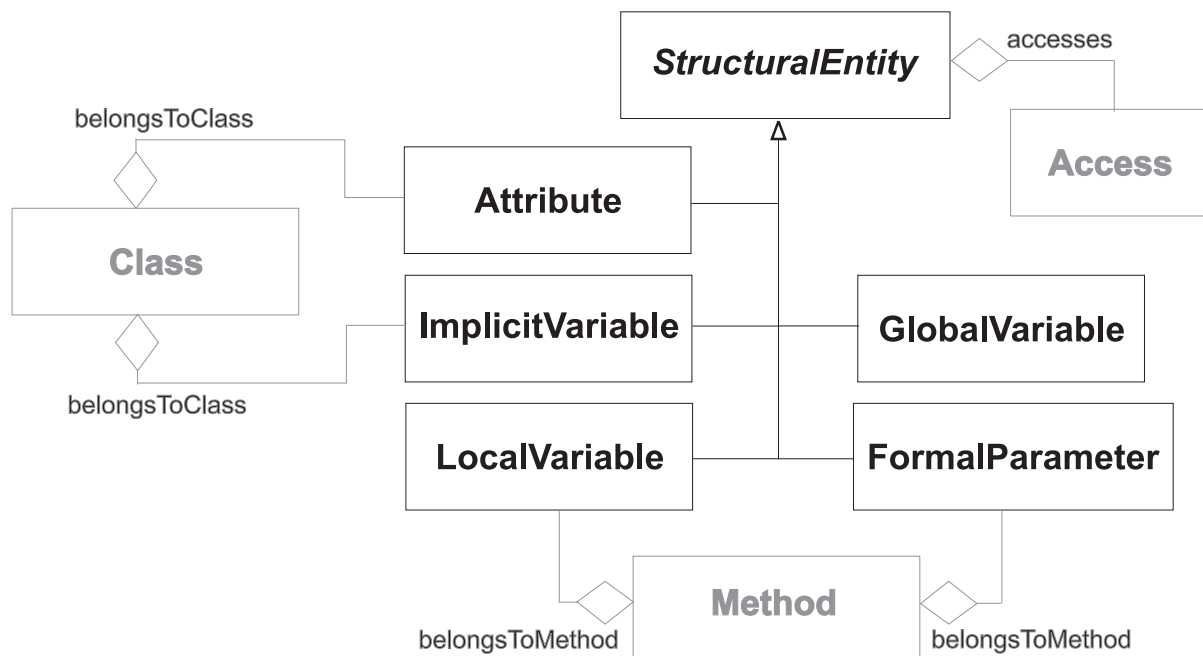 accesses
StructuralEntity
belongsToClass
Access
Attribute
Class
ImplicitVariable
GlobalVariable
belongsToClass
LocalVariable
FormalParameter
Method
belongsToMethod
belongsToMethod